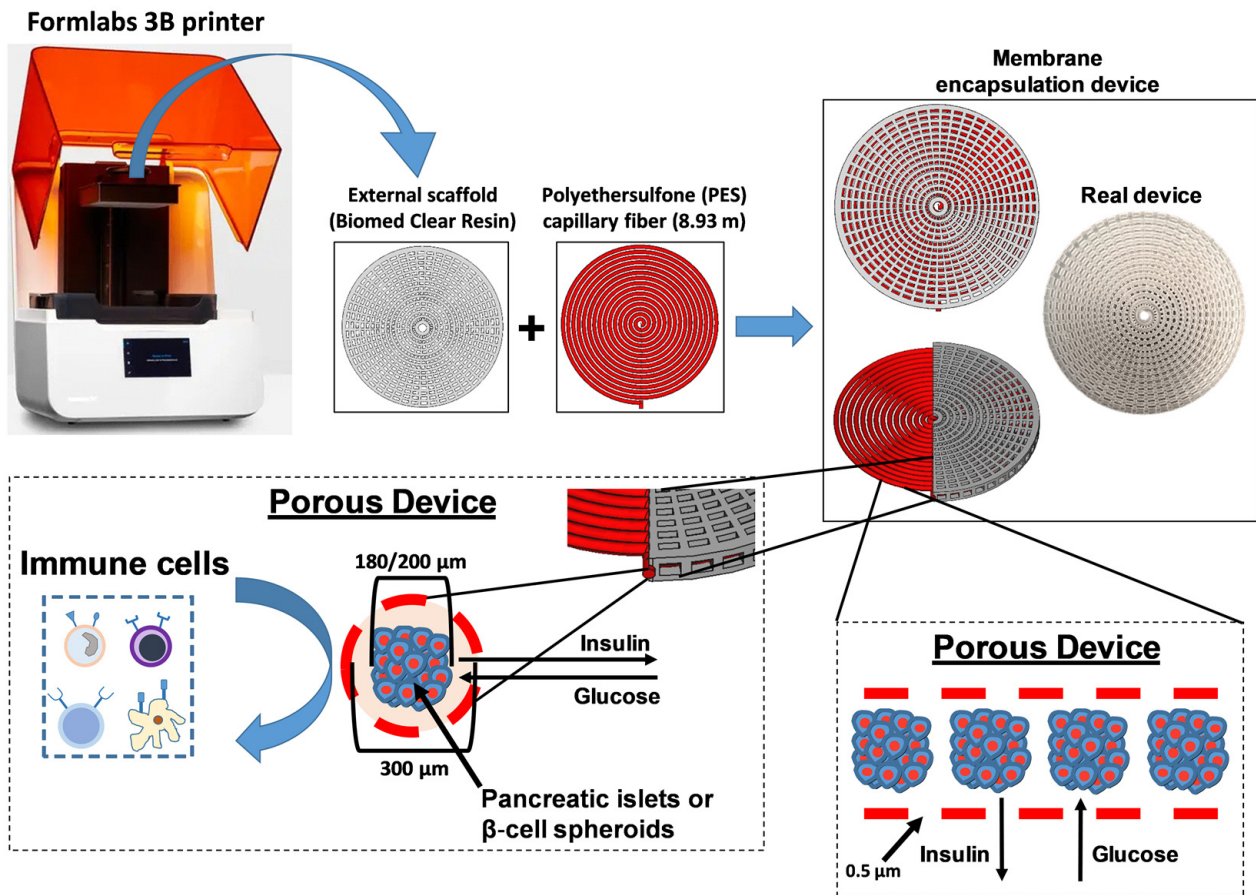 Formlabs 3B printer
External scaffold
(Biomed Clear Resin)
Polyethersulfone (PES)
capillary fiber (8.93 m)
+
Membrane
encapsulation device
Real device
Porous Device
Immune cells
180/200 µm
Insulin
Glucose
300 µm
Pancreatic islets or
β-cell spheroids
Porous Device
0.5 µm
Insulin
Glucose